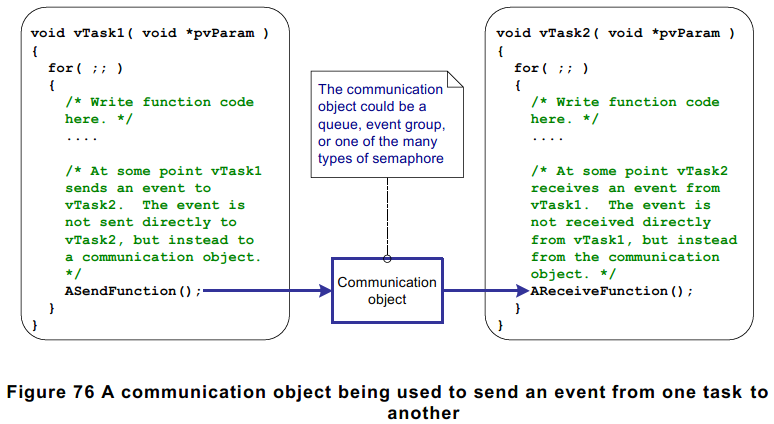 void vTask1( void *pvParam )
{
for( ;; )
{
/* Write function code
here. */
....
/* At some point vTask1
sends an event to
vTask2.  The event is
not sent directly to
vTask2, but instead to
a communication object.
*/
ASendFunction();
}
}
The communication
object could be a
queue, event group,
or one of the many
types of semaphore
Communication
object
void vTask2( void *pvParam )
{
for( ;; )
{
/* Write function code
here. */
....
/* At some point vTask2
receives an event from
vTask1.  The event is
not received directly
from vTask1, but instead
from the communication
object. */
AReceiveFunction();
}
}
Figure 76 A communication object being used to send an event from one task to
another